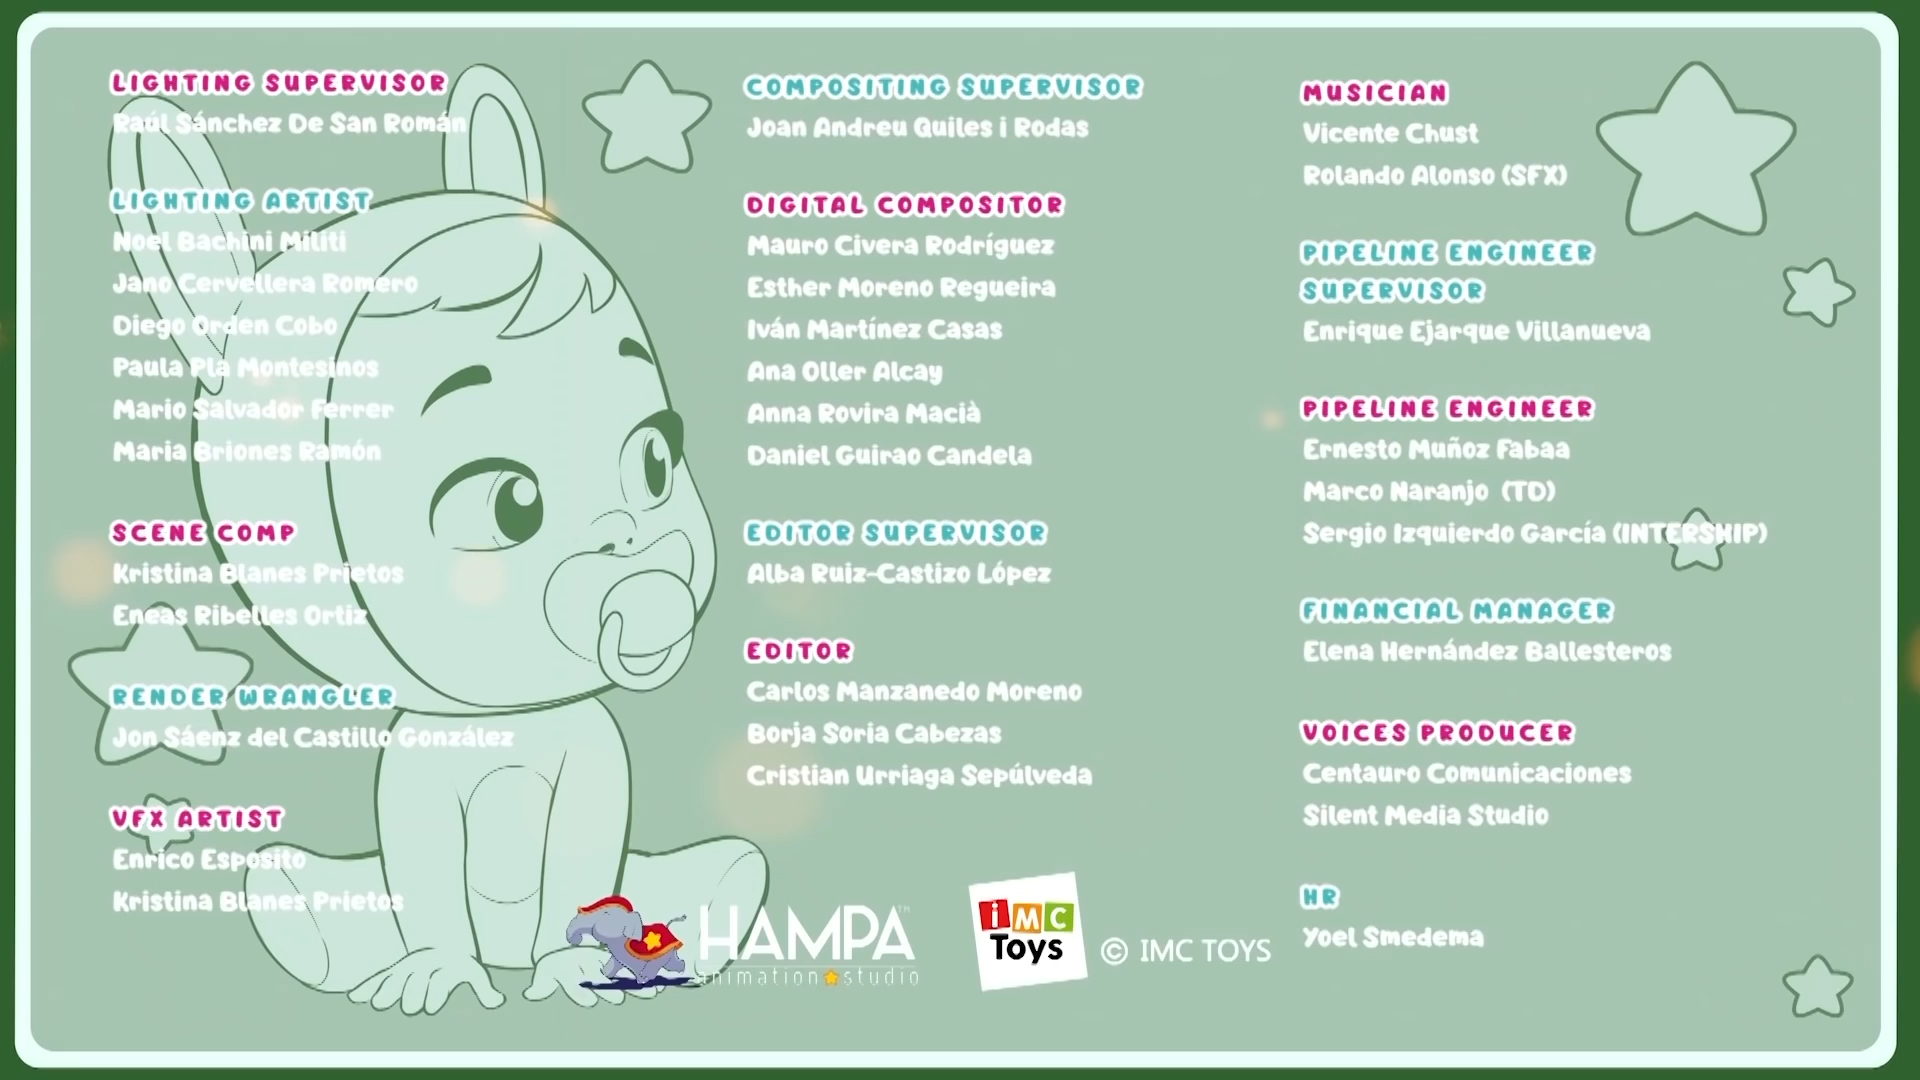 LIGHTING SUPERVISOR
Raúl Sánchez De San Román
LIGHTING ARTIST
Noel Bachini Militi
Jano Cervellera Romero
Diego Orden Cobo
Paula Pla Montesinos
Mario Salvador Ferrer
Maria Briones Ramón
SCENE COMP
Kristina Blanes Prietos
Eneas Ribelles Ortiz
RENDER WRANGLER
Jon Sáenz del Castillo González
VFX ARTIST
Enrico Esposito
Kristina Blanes Prietos
COMPOSITING SUPERVISOR
Joan Andreu Quiles i Rodas
DIGITAL COMPOSITOR
Mauro Civera Rodríguez
Esther Moreno Regueira
Iván Martínez Casas
Ana Oller Alcay
Anna Rovira Macià
Daniel Guirao Candela
EDITOR SUPERVISOR
Alba Ruiz-Castizo López
EDITOR
Carlos Manzanedo Moreno
Borja Soria Cabezas
Cristian Urriaga Sepúlveda
MUSICIAN
Vicente Chust
Rolando Alonso (SFX)
PIPELINE ENGINEER
SUPERVISOR
Enrique Ejarque Villanueva
PIPELINE ENGINEER
Ernesto Muñoz Fabaa
Marco Naranjo (TD)
Sergio Izquierdo García (INTERSHIP)
FINANCIAL MANAGER
Elena Hernández Ballesteros
VOICES PRODUCER
Centauro Comunicaciones
Silent Media Studio
HR
Yoel Smedema
HAMPA™
animation studio
iMC
Toys
© IMC TOYS